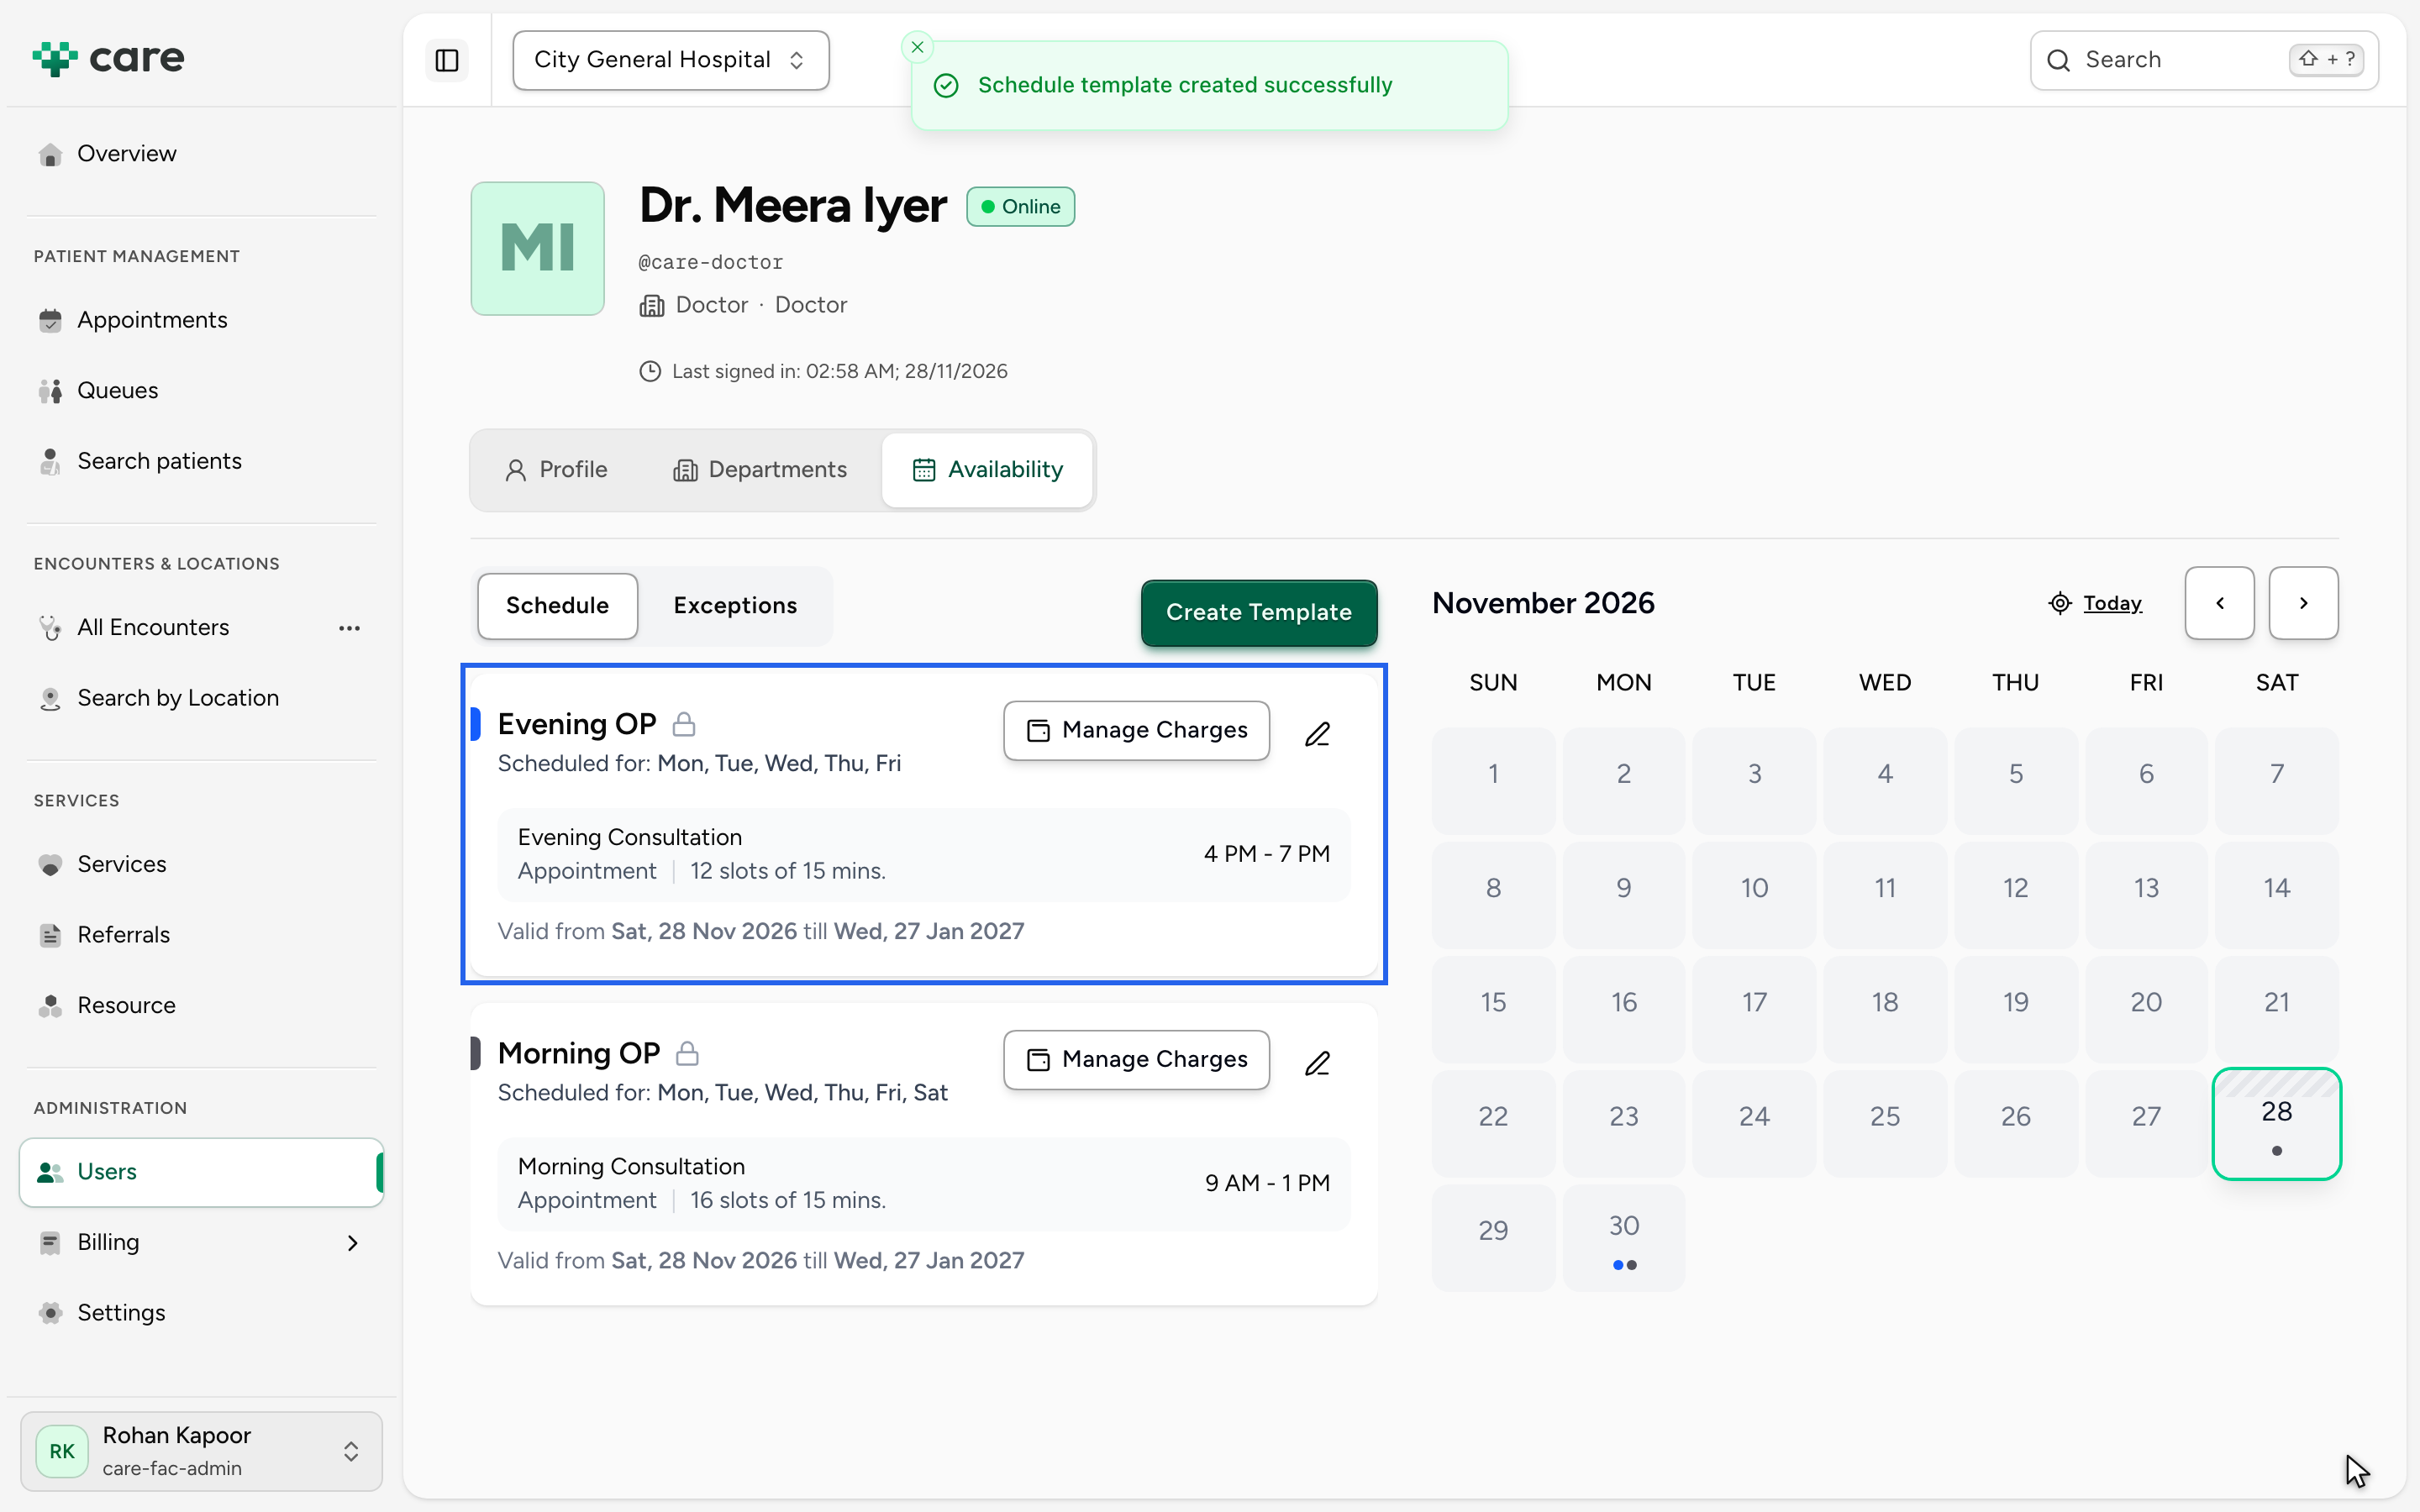 care
City General Hospital
Schedule template created successfully
Search
+ ?
Overview
PATIENT MANAGEMENT
Appointments
Queues
Search patients
ENCOUNTERS & LOCATIONS
All Encounters
Search by Location
SERVICES
Services
Referrals
Resource
ADMINISTRATION
Users
Billing
Settings
RK
Rohan Kapoor
care-fac-admin
MI
Dr. Meera Iyer
Online
@care-doctor
Doctor · Doctor
Last signed in: 02:58 AM; 28/11/2026
Profile
Departments
Availability
Schedule
Exceptions
Create Template
Evening OP
Manage Charges
Scheduled for: Mon, Tue, Wed, Thu, Fri
Evening Consultation
Appointment | 12 slots of 15 mins.
4 PM - 7 PM
Valid from Sat, 28 Nov 2026 till Wed, 27 Jan 2027
Morning OP
Manage Charges
Scheduled for: Mon, Tue, Wed, Thu, Fri, Sat
Morning Consultation
Appointment | 16 slots of 15 mins.
9 AM - 1 PM
Valid from Sat, 28 Nov 2026 till Wed, 27 Jan 2027
November 2026
Today
SUN MON TUE WED THU FRI SAT
1 2 3 4 5 6 7
8 9 10 11 12 13 14
15 16 17 18 19 20 21
22 23 24 25 26 27 28
29 30